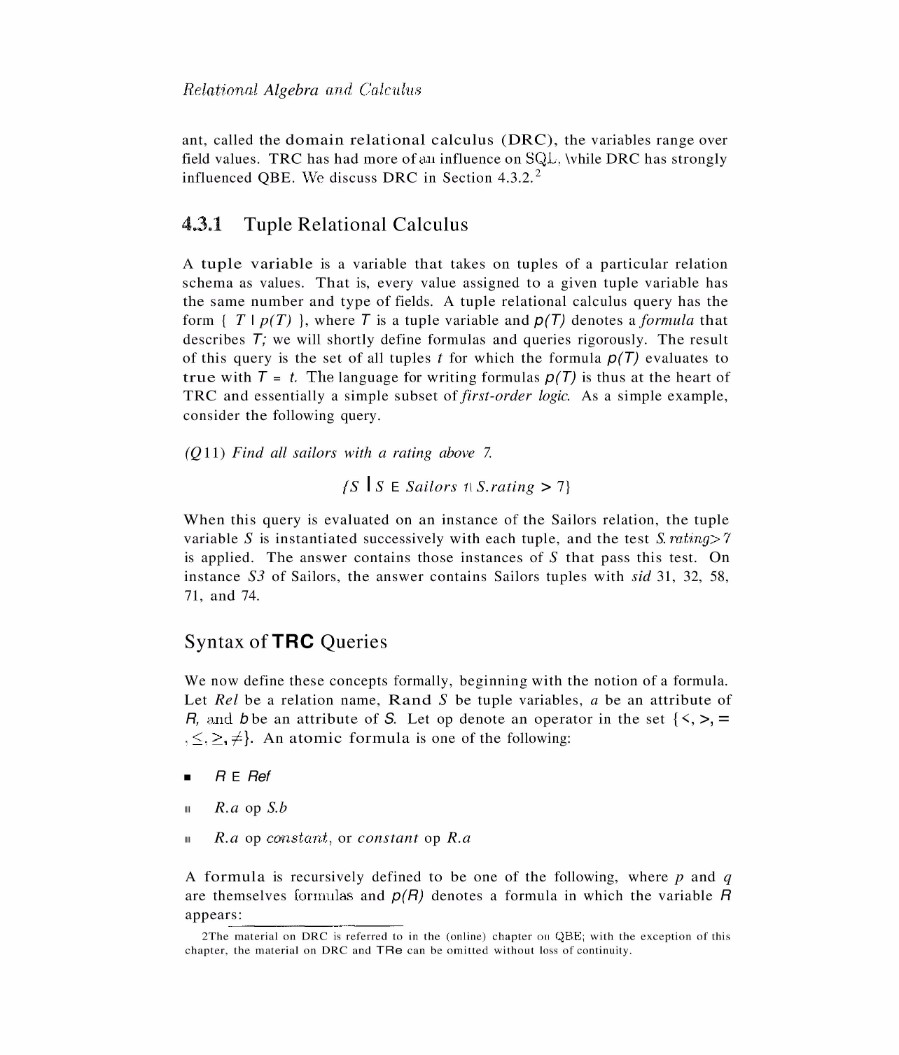 Relational Algebra and Calculus
ant, called the domain relational calculus (DRC), the variables range over
field values. TRC has had more of an influence on SQL, \vhile DRC has strongly
influenced QBE. We discuss DRC in Section 4.3.2.2
4.3.1 Tuple Relational Calculus
A tuple variable is a variable that takes on tuples of a particular relation
schema as values. That is, every value assigned to a given tuple variable has
the same number and type of fields. A tuple relational calculus query has the
form { T I p(T) }, where T is a tuple variable and p(T) denotes a formula that
describes T; we will shortly define formulas and queries rigorously. The result
of this query is the set of all tuples t for which the formula p(T) evaluates to
true with T = t. The language for writing formulas p(T) is thus at the heart of
TRC and essentially a simple subset of first-order logic. As a simple example,
consider the following query.
(Q11) Find all sailors with a rating above 7.
{S I S E Sailors 1\ S.rating > 7}
When this query is evaluated on an instance of the Sailors relation, the tuple
variable S is instantiated successively with each tuple, and the test S.rating>7
is applied. The answer contains those instances of S that pass this test. On
instance S3 of Sailors, the answer contains Sailors tuples with sid 31, 32, 58,
71, and 74.
Syntax of TRC Queries
We now define these concepts formally, beginning with the notion of a formula.
Let Rel be a relation name, Rand S be tuple variables, a be an attribute of
R, and b be an attribute of S. Let op denote an operator in the set {<, >, =
, ≤, ≥, ≠}. An atomic formula is one of the following:
■ R E Ref
II R.a op S.b
II R.a op constant, or constant op R.a
A formula is recursively defined to be one of the following, where p and q
are themselves formulas and p(R) denotes a formula in which the variable R
appears:
2The material on DRC is referred to in the (online) chapter on QBE; with the exception of this
chapter, the material on DRC and TRe can be omitted without loss of continuity.